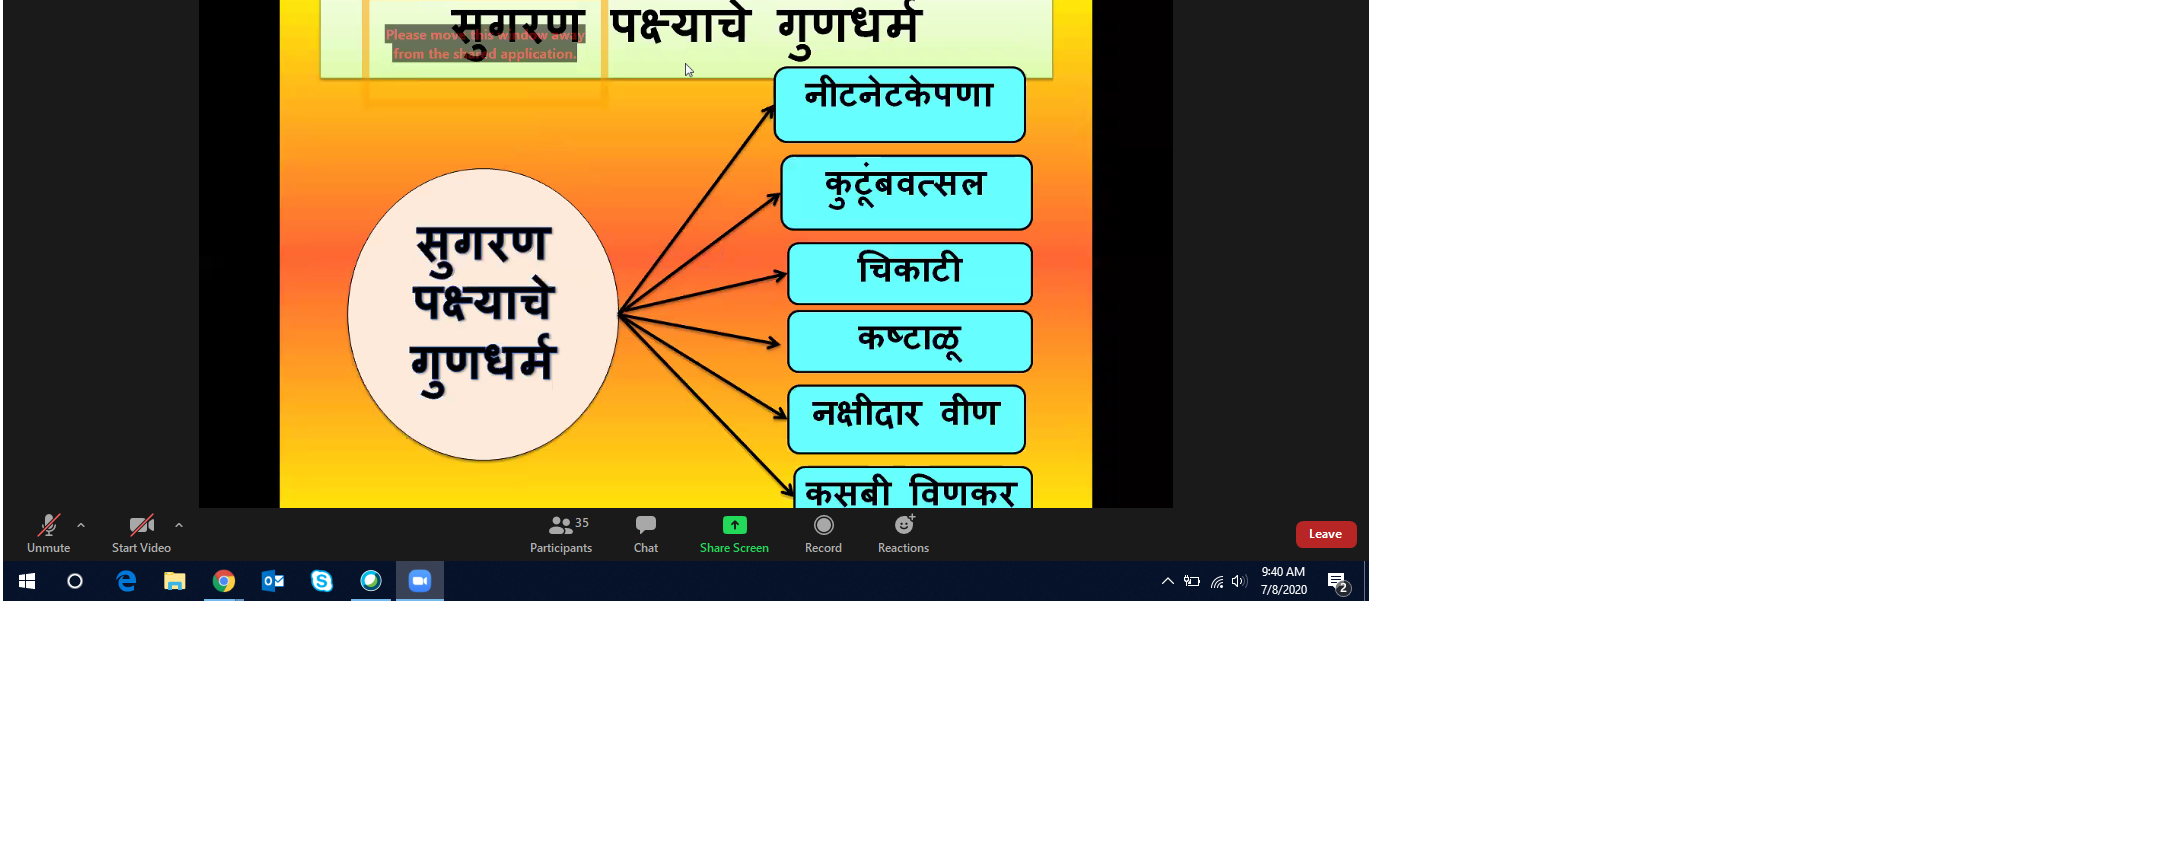 सुगरण पक्ष्याचे गुणधर्म
Please move this window away
from the shared application.
नीटनेटकेपणा
कुटूंबवत्सल
चिकाटी
कष्टाळू
नक्षीदार वीण
कसबी विणकर
सुगरण
पक्ष्याचे
गुणधर्म
Unmute
Start Video
35
Participants
Chat
Share Screen
Record
Reactions
Leave
9:40 AM
7/8/2020
2